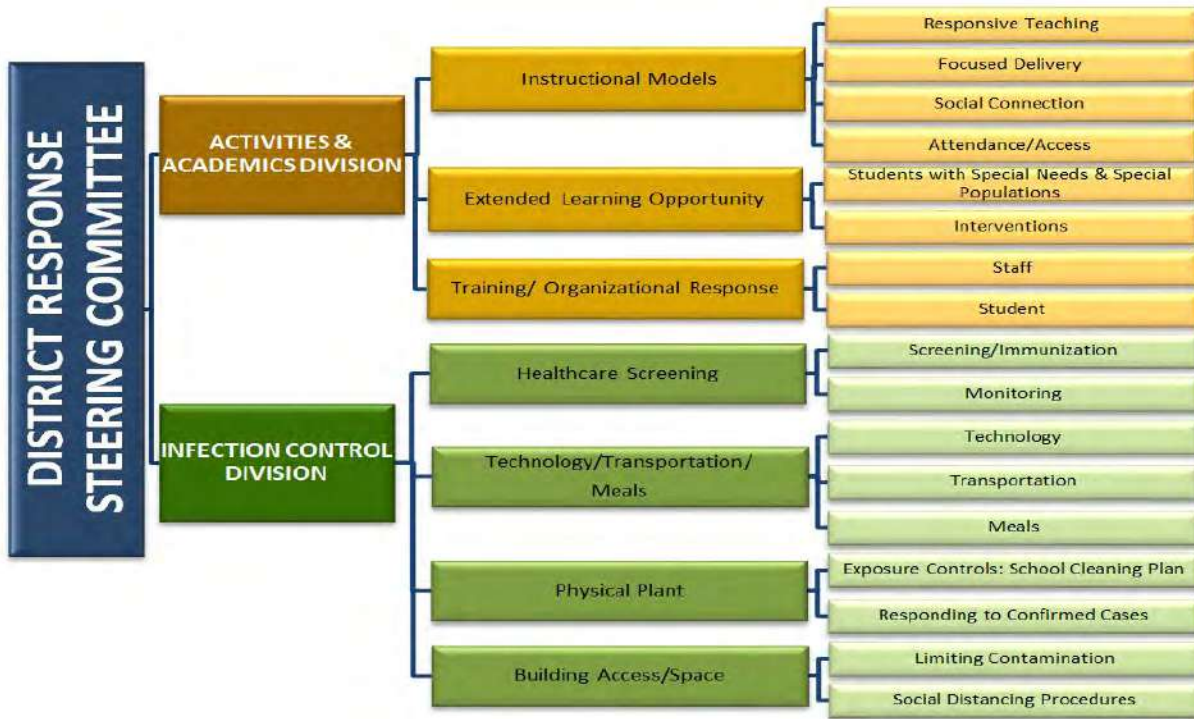 DISTRICT RESPONSE
STEERING COMMITTEE
ACTIVITIES &
ACADEMICS DIVISION
Instructional Models
Responsive Teaching
Focused Delivery
Social Connection
Attendance/Access
Extended Learning Opportunity
Students with Special Needs & Special
Populations
Interventions
Training/ Organizational Response
Staff
Student
INFECTION CONTROL
DIVISION
Healthcare Screening
Screening/Immunization
Monitoring
Technology/Transportation/
Meals
Technology
Transportation
Meals
Physical Plant
Exposure Controls: School Cleaning Plan
Responding to Confirmed Cases
Building Access/Space
Limiting Contamination
Social Distancing Procedures